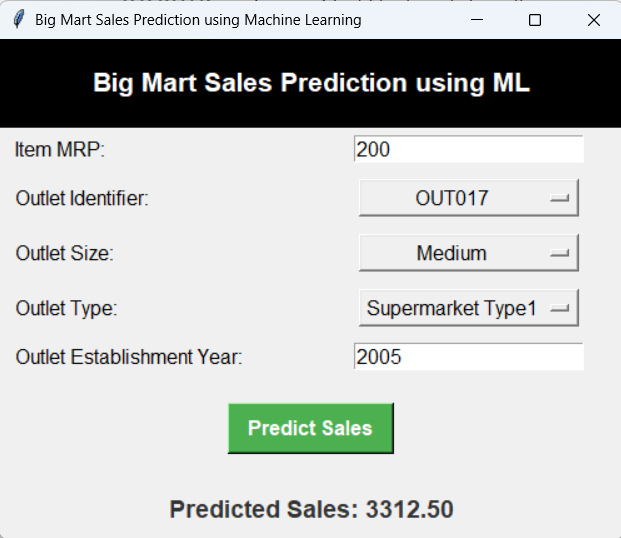 Big Mart Sales Prediction using Machine Learning
Big Mart Sales Prediction using ML
Item MRP: 200
Outlet Identifier: OUT017
Outlet Size: Medium
Outlet Type: Supermarket Type1
Outlet Establishment Year: 2005
Predict Sales
Predicted Sales: 3312.50